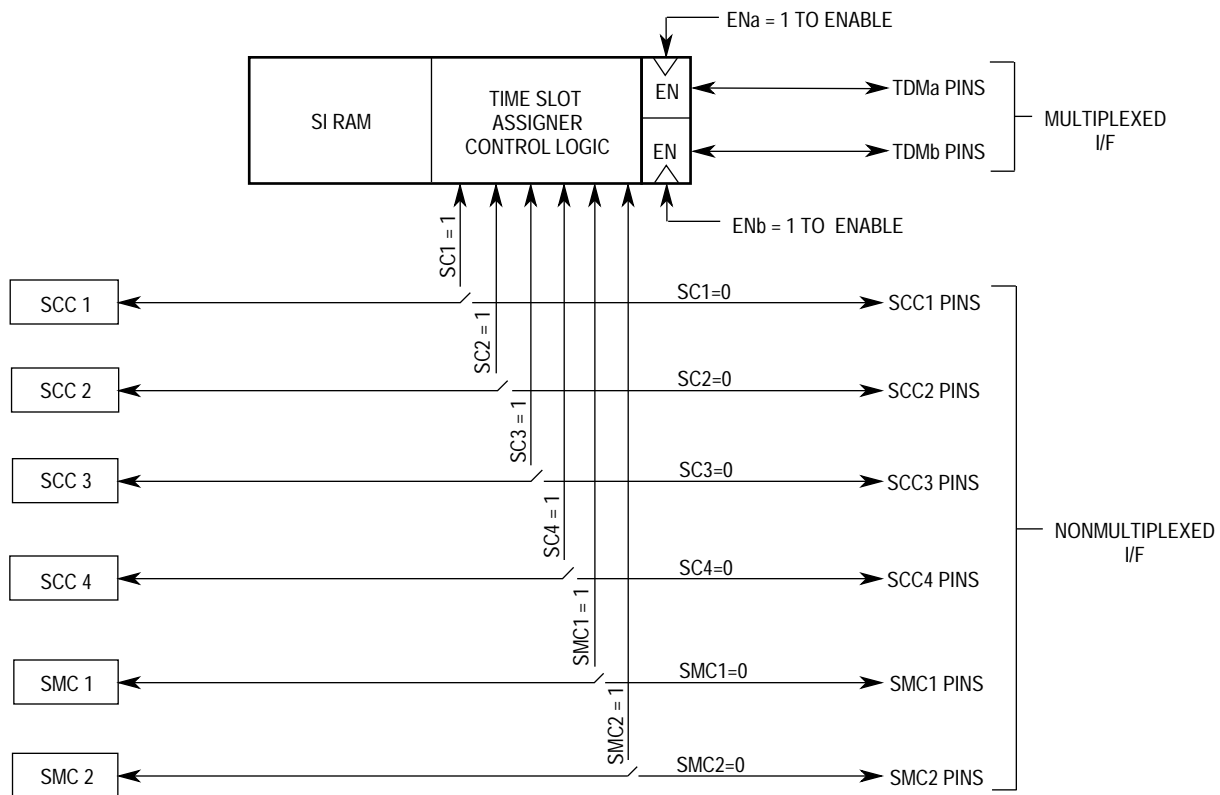 ENa = 1 TO ENABLE
SI RAM
TIME SLOT
ASSIGNER
CONTROL LOGIC
EN
EN
TDMa PINS
TDMb PINS
MULTIPLEXED
I/F
ENb = 1 TO ENABLE
SC1 = 1
SCC 1
SC1=0
SCC1 PINS
SC2 = 1
SCC 2
SC2=0
SCC2 PINS
SC3 = 1
SCC 3
SC3=0
SCC3 PINS
SC4 = 1
NONMULTIPLEXED
I/F
SCC 4
SC4=0
SCC4 PINS
SMC1 = 1
SMC 1
SMC1=0
SMC1 PINS
SMC2 = 1
SMC 2
SMC2=0
SMC2 PINS